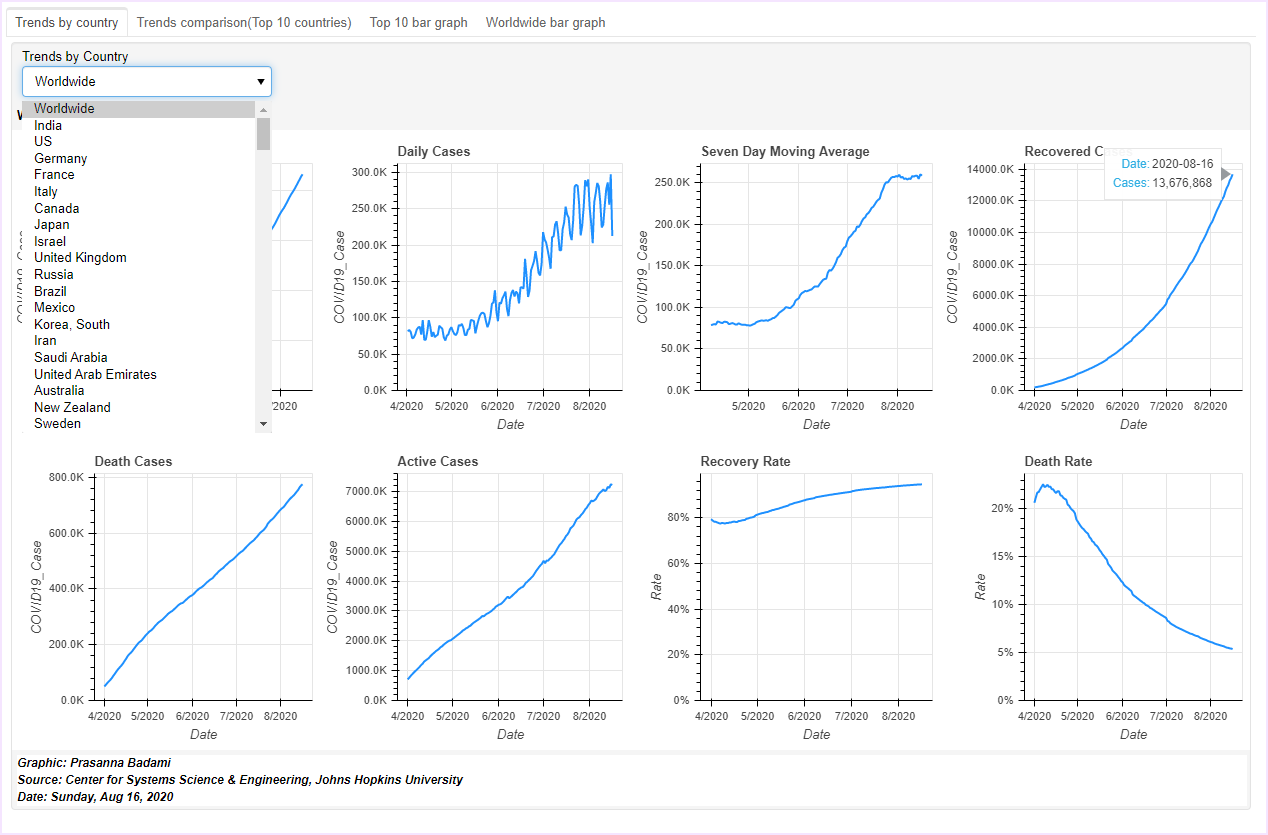 Trends by country Trends comparison(Top 10 countries) Top 10 bar graph Worldwide bar graph
Trends by Country
Worldwide
Worldwide
India
US
Germany
France
Italy
Canada
Japan
Israel
United Kingdom
Russia
Brazil
Mexico
Korea, South
Iran
Saudi Arabia
United Arab Emirates
Australia
New Zealand
Sweden
Daily Cases
COVID19_Case
300.0K
250.0K
200.0K
150.0K
100.0K
50.0K
0.0K
4/2020 5/2020 6/2020 7/2020 8/2020
Date
Seven Day Moving Average
COVID19_Case
250.0K
200.0K
150.0K
100.0K
50.0K
0.0K
5/2020 6/2020 7/2020 8/2020
Date
Recovered Cases
Date: 2020-08-16
Cases: 13,676,868
COVID19_Case
14000.0K
12000.0K
10000.0K
8000.0K
6000.0K
4000.0K
2000.0K
0.0K
4/2020 5/2020 6/2020 7/2020 8/2020
Date
Death Cases
COVID19_Case
800.0K
600.0K
400.0K
200.0K
0.0K
4/2020 5/2020 6/2020 7/2020 8/2020
Date
Active Cases
COVID19_Case
7000.0K
6000.0K
5000.0K
4000.0K
3000.0K
2000.0K
1000.0K
0.0K
4/2020 5/2020 6/2020 7/2020 8/2020
Date
Recovery Rate
Rate
80%
60%
40%
20%
0%
4/2020 5/2020 6/2020 7/2020 8/2020
Date
Death Rate
Rate
20%
15%
10%
5%
0%
4/2020 5/2020 6/2020 7/2020 8/2020
Date
Graphic: Prasanna Badami
Source: Center for Systems Science & Engineering, Johns Hopkins University
Date: Sunday, Aug 16, 2020